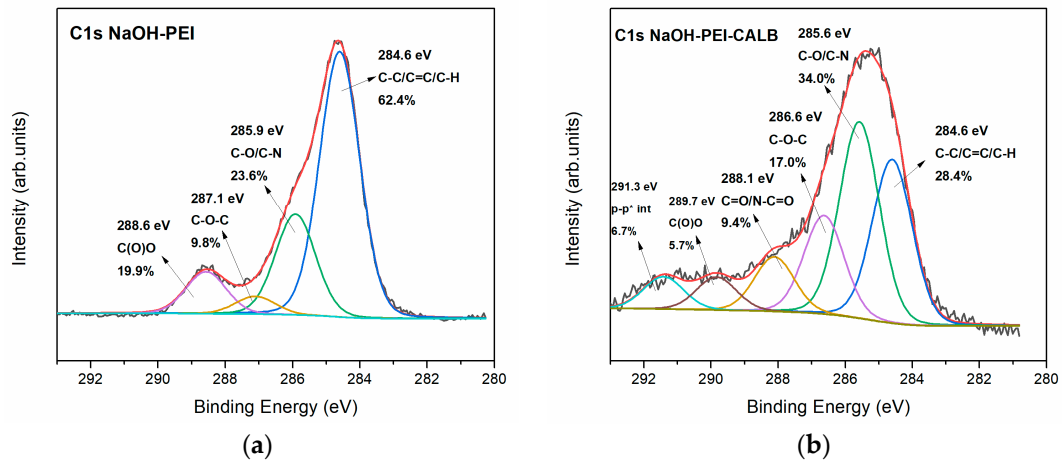 C1s NaOH-PEI
284.6 eV
C-C/C=C/C-H
62.4%
285.9 eV
C-O/C-N
23.6%
287.1 eV
C-O-C
9.8%
288.6 eV
C(O)O
19.9%
Intensity (arb.units)
292 290 288 286 284 282 280
Binding Energy (eV)
(a)
C1s NaOH-PEI-CALB
285.6 eV
C-O/C-N
34.0%
286.6 eV
C-O-C
17.0%
284.6 eV
C-C/C=C/C-H
28.4%
288.1 eV
C=O/N-C=O
9.4%
289.7 eV
C(O)O
5.7%
291.3 eV
p-p* int
6.7%
Intensity (arb.units)
292 290 288 286 284 282 280
Binding Energy (eV)
(b)